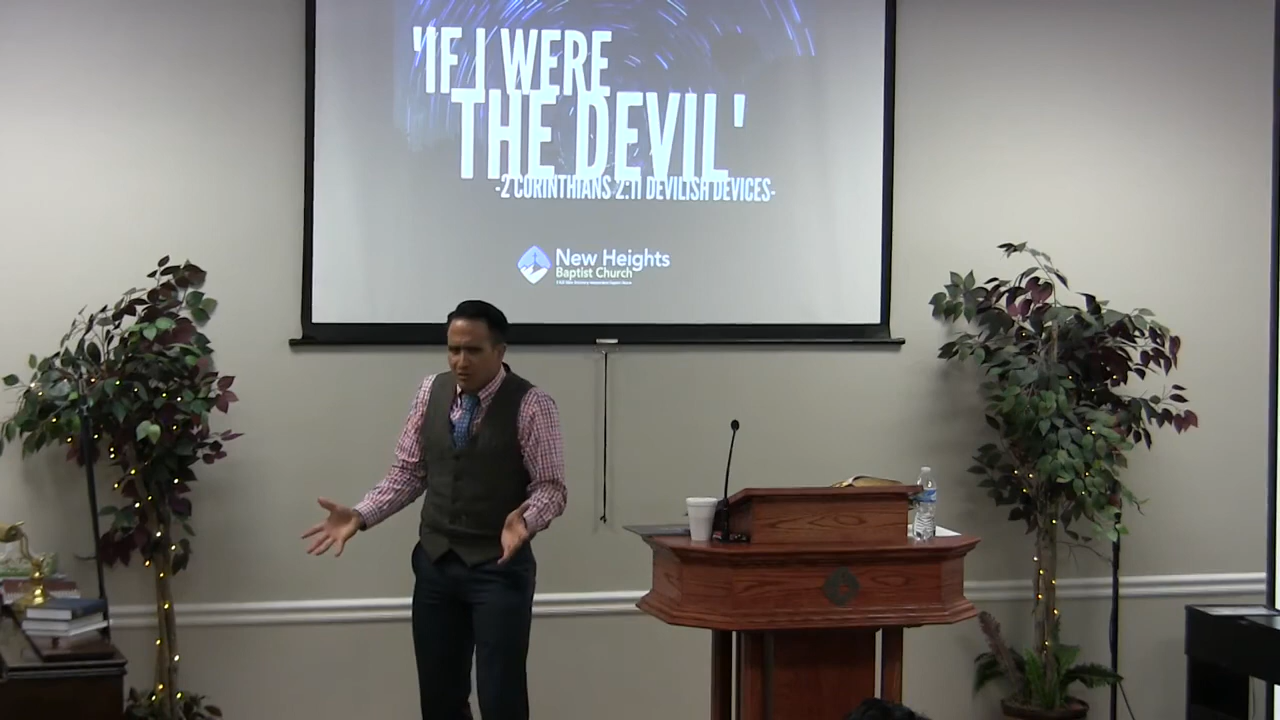 'IF I WERE
THE DEVIL'
-2 CORINTHIANS 2:11 DEVILISH DEVICES-
New Heights
Baptist Church